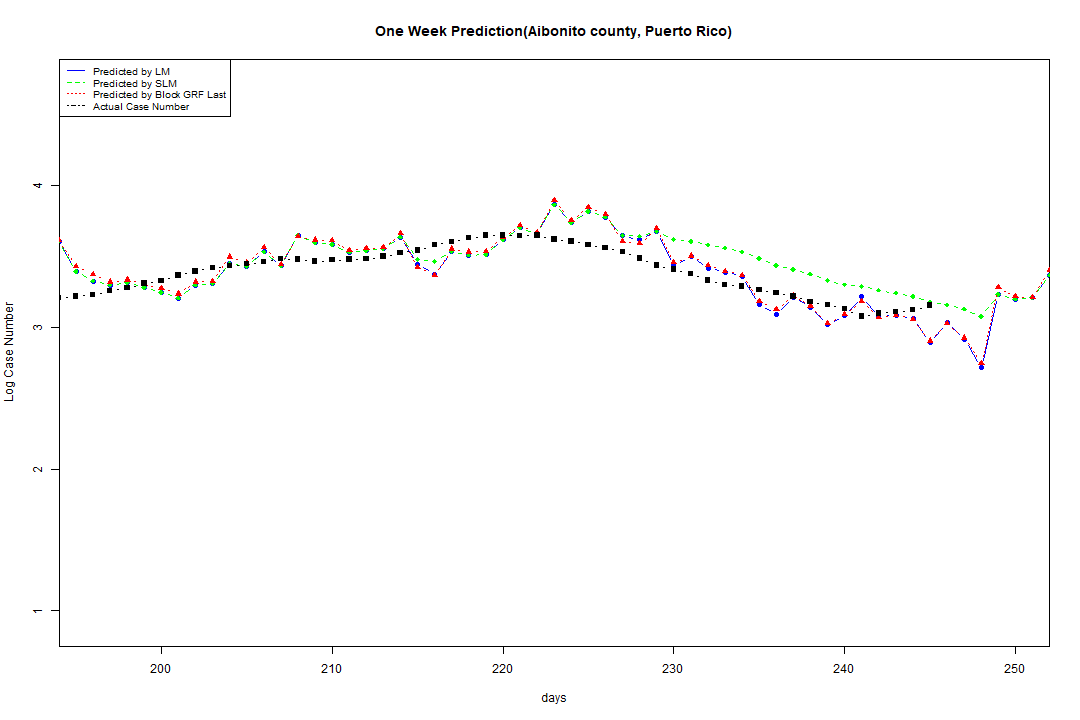 One Week Prediction(Aibonito county, Puerto Rico)
Predicted by LM
Predicted by SLM
Predicted by Block GRF Last
Actual Case Number
4
3
2
1
Log Case Number
200 210 220 230 240 250
days